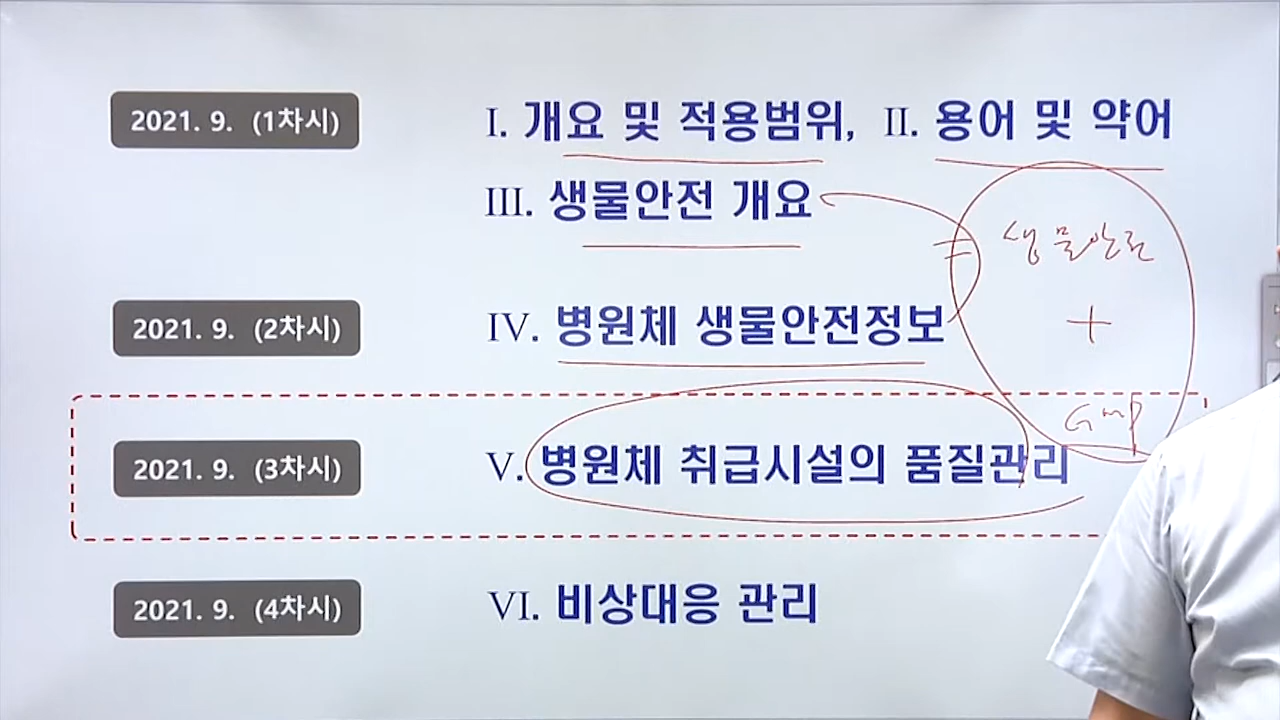 2021. 9. (1차시)
I. 개요 및 적용범위, II. 용어 및 약어
III. 생물안전 개요
생물안전
+
GMP
2021. 9. (2차시)
IV. 병원체 생물안전정보
2021. 9. (3차시)
V. 병원체 취급시설의 품질관리
2021. 9. (4차시)
VI. 비상대응 관리